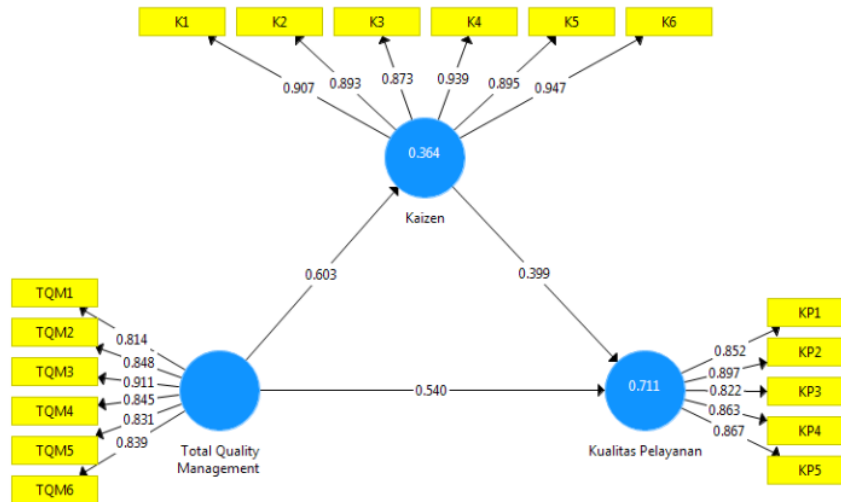 K1 K2 K3 K4 K5 K6
0.907 0.893 0.873 0.939 0.895 0.947
0.364
Kaizen
0.603 0.399
TQM1
TQM2
TQM3
TQM4
TQM5
TQM6
0.814
0.848
0.911
0.845
0.831
0.839
Total Quality
Management
0.540
0.711
Kualitas Pelayanan
0.852
0.897
0.822
0.863
0.867
KP1
KP2
KP3
KP4
KP5